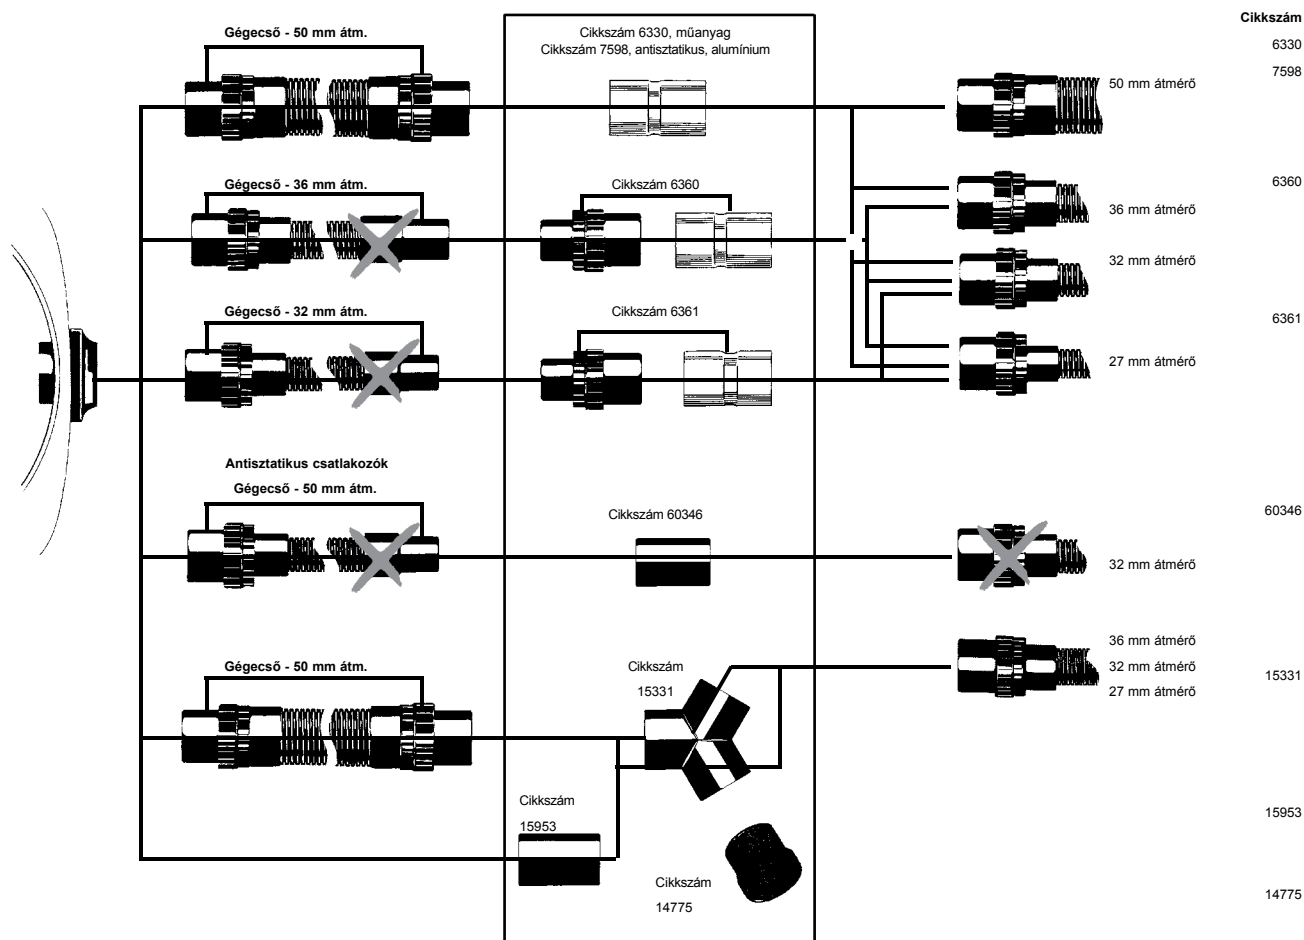 Gégecső - 50 mm átm.
Cikkszám 6330, műanyag
Cikkszám 7598, antisztatikus, alumínium
Cikkszám
6330
7598
50 mm átmérő
Gégecső - 36 mm átm.
Cikkszám 6360
6360
36 mm átmérő
32 mm átmérő
Gégecső - 32 mm átm.
Cikkszám 6361
6361
27 mm átmérő
Antisztatikus csatlakozók
Gégecső - 50 mm átm.
Cikkszám 60346
60346
32 mm átmérő
Gégecső - 50 mm átm.
Cikkszám
15331
36 mm átmérő
32 mm átmérő
27 mm átmérő
15331
Cikkszám
15953
15953
Cikkszám
14775
14775